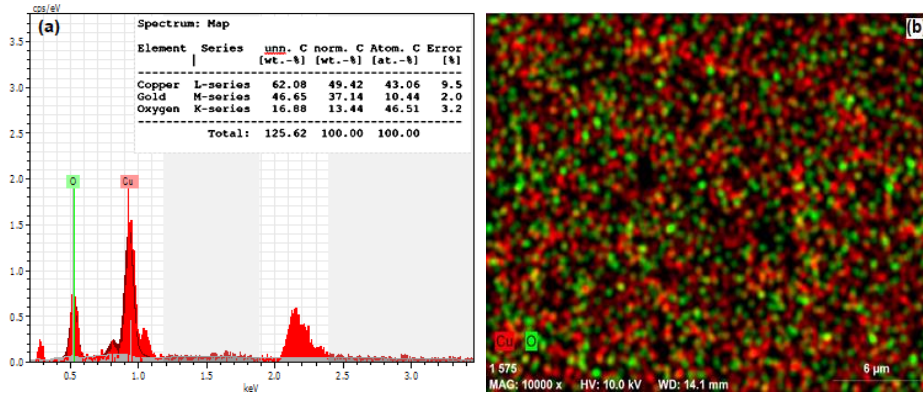 cps/eV
(a)
Spectrum: Map
Element Series unn. C norm. C Atom. C Error
[wt.-%] [wt.-%] [at.-%] [%]
Copper L-series 62.08 49.42 43.06 9.5
Gold M-series 46.65 37.14 10.44 2.0
Oxygen K-series 16.88 13.44 46.51 3.2
Total: 125.62 100.00 100.00
3.5
3.0
2.5
2.0
1.5
1.0
0.5
0.0
O
Cu
0.5 1.0 1.5 2.0 2.5 3.0
keV
(b
Cu O
1 575
MAG: 10000 x HV: 10.0 kV WD: 14.1 mm
6 µm